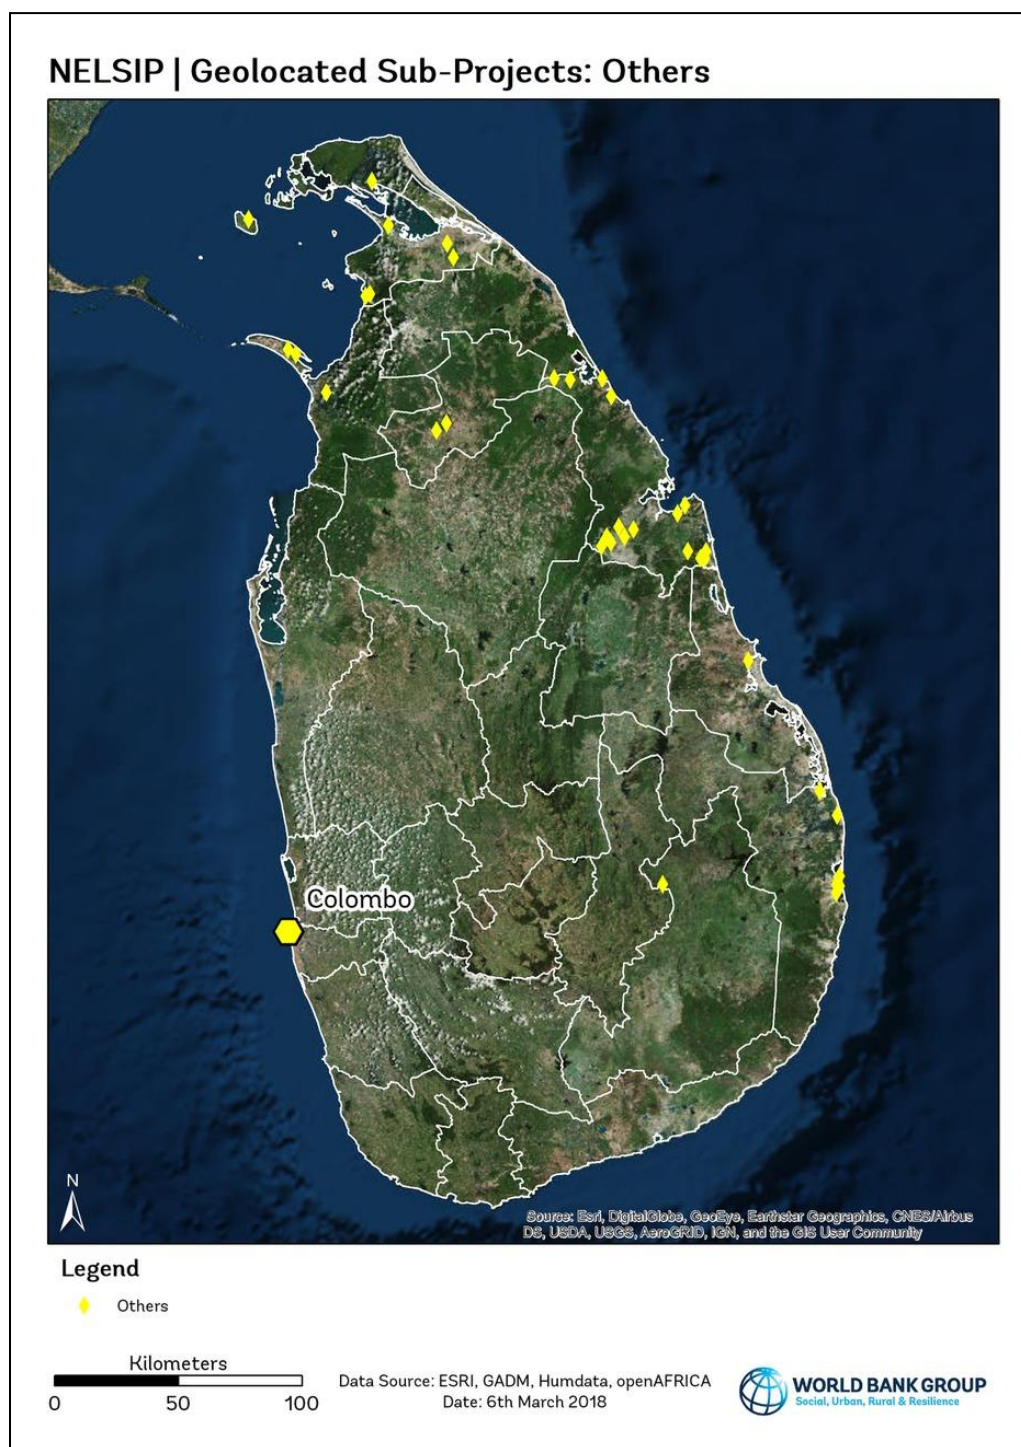 NELSIP | Geolocated Sub-Projects: Others
Colombo
N
Source: Esri, DigitalGlobe, GeoEye, Earthstar Geographics, CNES/Airbus
DS, USDA, USGS, AeroGRID, IGN, and the GIS User Community
Legend
Others
Kilometers
0 50 100
Data Source: ESRI, GADM, Humdata, openAFRICA
Date: 6th March 2018
WORLD BANK GROUP
Social, Urban, Rural & Resilience